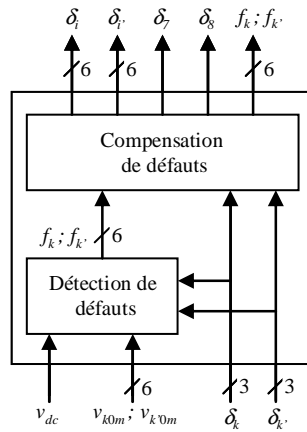 δi δi' δ7 δ8 fk ; fk'
6 6 6
Compensation
de défauts
fk ; fk' 6
Détection de
défauts
6 3 3
vdc vk0m ; vk'0m δk δk'